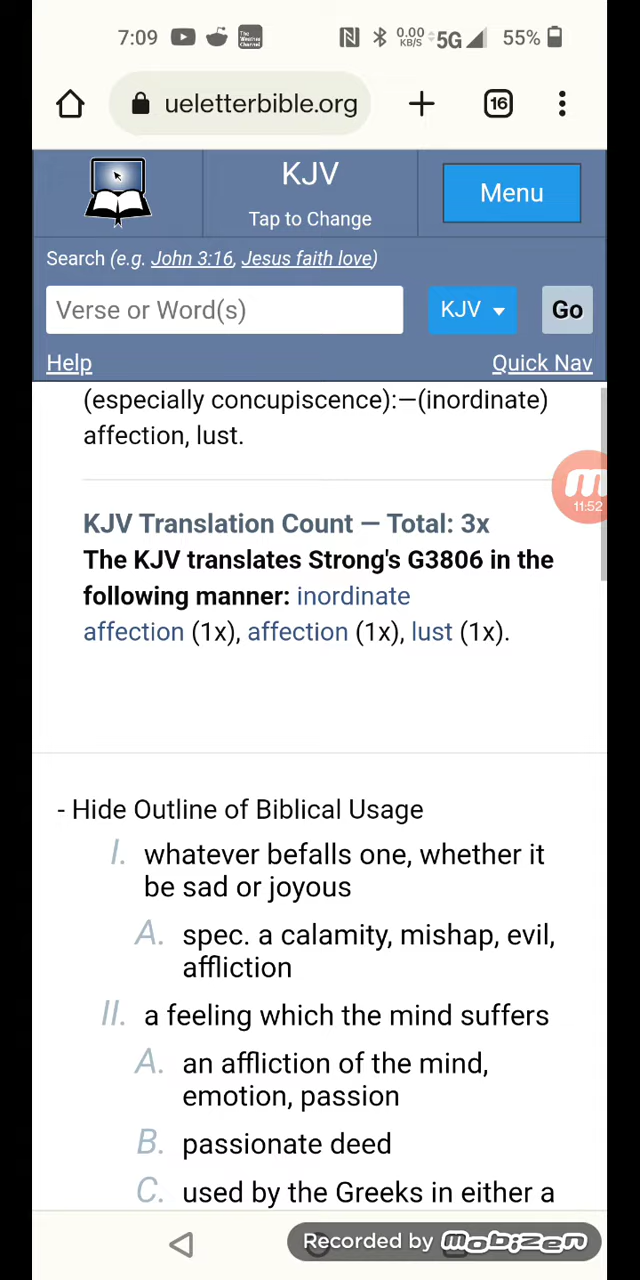 7:09 0.00 KB/S 5G 55%
ueletterbible.org 16
KJV
Tap to Change
Menu
Search (e.g. John 3:16, Jesus faith love)
Verse or Word(s) KJV Go
Help Quick Nav
(especially concupiscence):—(inordinate)
affection, lust.
11:52
KJV Translation Count — Total: 3x
The KJV translates Strong's G3806 in the
following manner: inordinate
affection (1x), affection (1x), lust (1x).
- Hide Outline of Biblical Usage
I. whatever befalls one, whether it
be sad or joyous
A. spec. a calamity, mishap, evil,
affliction
II. a feeling which the mind suffers
A. an affliction of the mind,
emotion, passion
B. passionate deed
C. used by the Greeks in either a
Recorded by mobizen